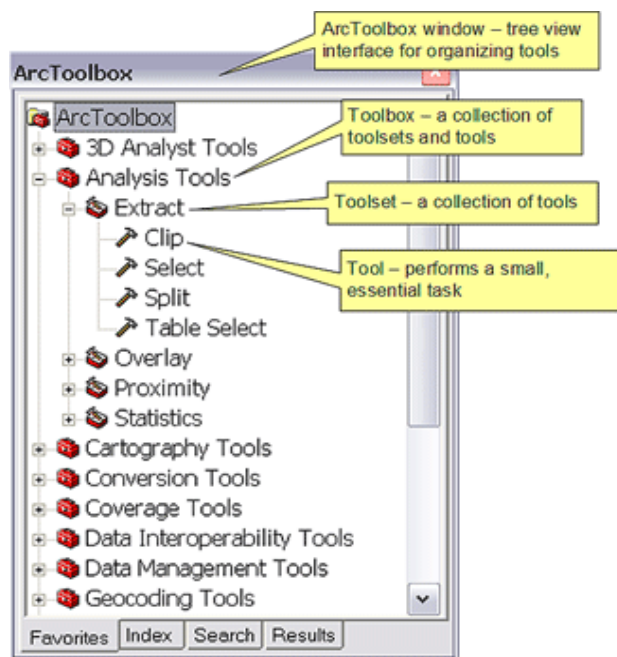 ArcToolbox window – tree view
interface for organizing tools
ArcToolbox
ArcToolbox
Toolbox – a collection of
toolsets and tools
3D Analyst Tools
Analysis Tools
Extract
Toolset – a collection of tools
Clip
Select
Tool – performs a small,
essential task
Split
Table Select
Overlay
Proximity
Statistics
Cartography Tools
Conversion Tools
Coverage Tools
Data Interoperability Tools
Data Management Tools
Geocoding Tools
Favorites Index Search Results